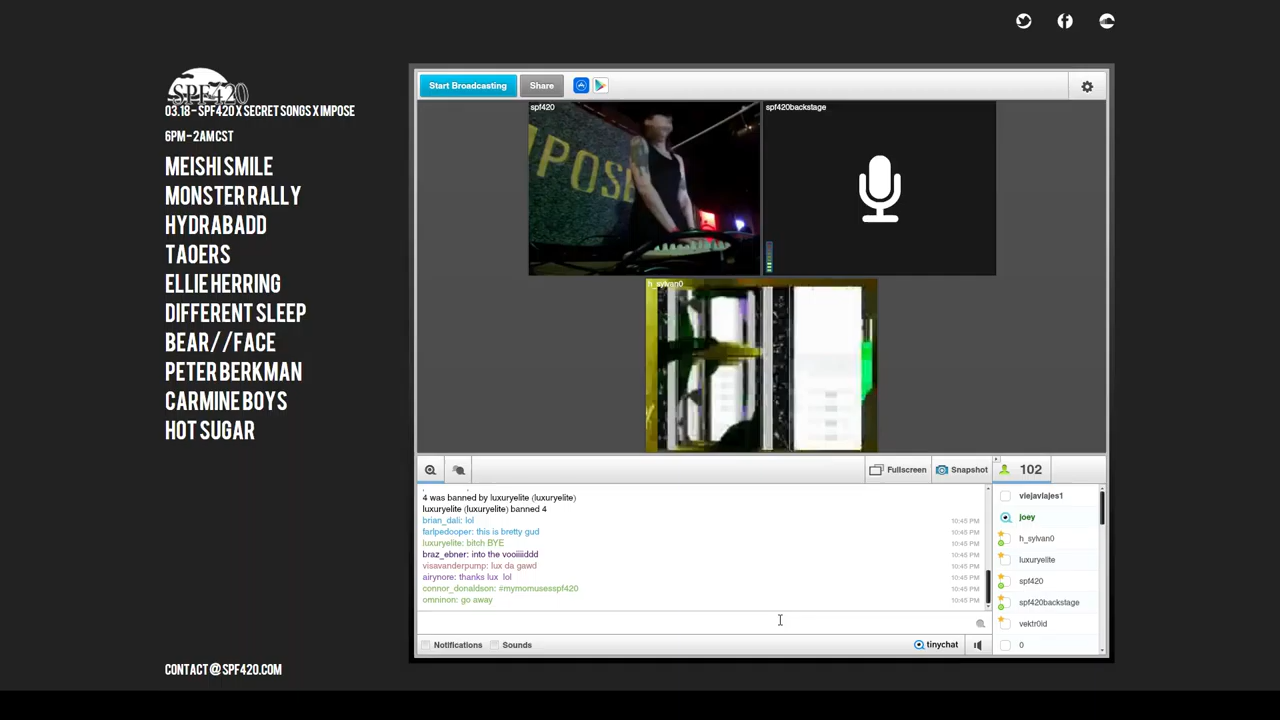 SPF420
03.18 - SPF420 X SECRET SONGS X IMPOSE
6PM - 2AM CST
MEISHI SMILE
MONSTER RALLY
HYDRABADD
TAOERS
ELLIE HERRING
DIFFERENT SLEEP
BEAR//FACE
PETER BERKMAN
CARMINE BOYS
HOT SUGAR
CONTACT@SPF420.COM
Start Broadcasting
Share
spf420
IMPOSE
spf420backstage
h_sylvan0
Fullscreen
Snapshot
102
4 was banned by luxuryelite (luxuryelite)
luxuryelite (luxuryelite) banned 4
brian_dali: lol 10:45 PM
farlpedooper: this is bretty gud 10:45 PM
luxuryelite: bitch BYE 10:45 PM
braz_ebner: into the vooiiiiddd 10:45 PM
visavanderpump: lux da gawd 10:45 PM
airynore: thanks lux lol 10:45 PM
connor_donaldson: #mymomusesspf420 10:45 PM
omninon: go away 10:45 PM
Notifications
Sounds
tinychat
viejaviajes1
joey
h_sylvan0
luxuryelite
spf420
spf420backstage
vektr0id
0